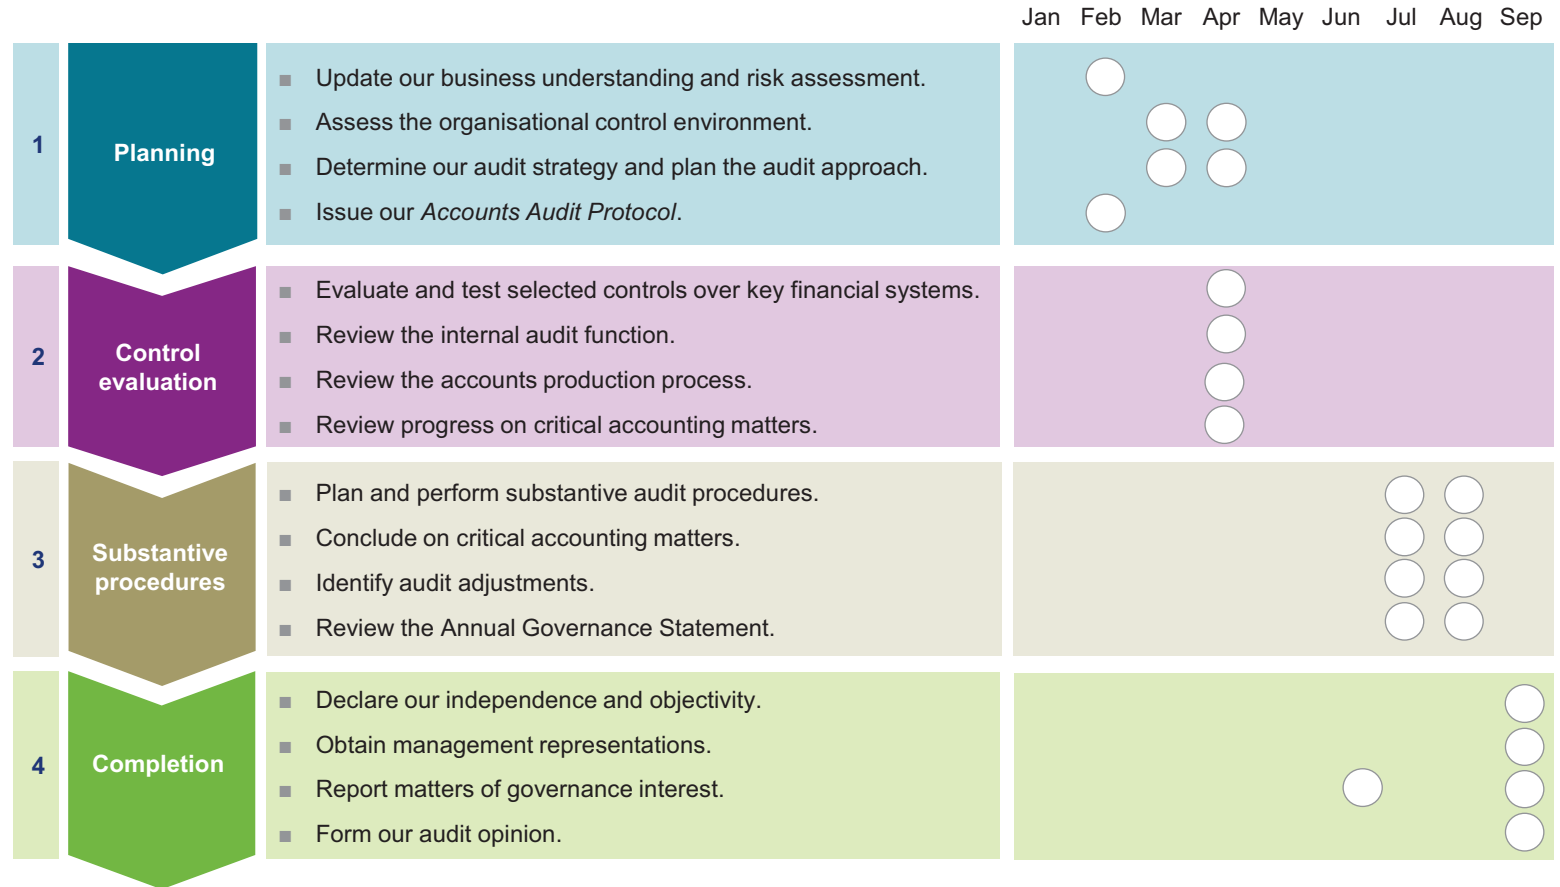 Jan Feb Mar Apr May Jun Jul Aug Sep
1
Planning
■ Update our business understanding and risk assessment.
■ Assess the organisational control environment.
■ Determine our audit strategy and plan the audit approach.
■ Issue our Accounts Audit Protocol.
2
Control
evaluation
■ Evaluate and test selected controls over key financial systems.
■ Review the internal audit function.
■ Review the accounts production process.
■ Review progress on critical accounting matters.
3
Substantive
procedures
■ Plan and perform substantive audit procedures.
■ Conclude on critical accounting matters.
■ Identify audit adjustments.
■ Review the Annual Governance Statement.
4
Completion
■ Declare our independence and objectivity.
■ Obtain management representations.
■ Report matters of governance interest.
■ Form our audit opinion.